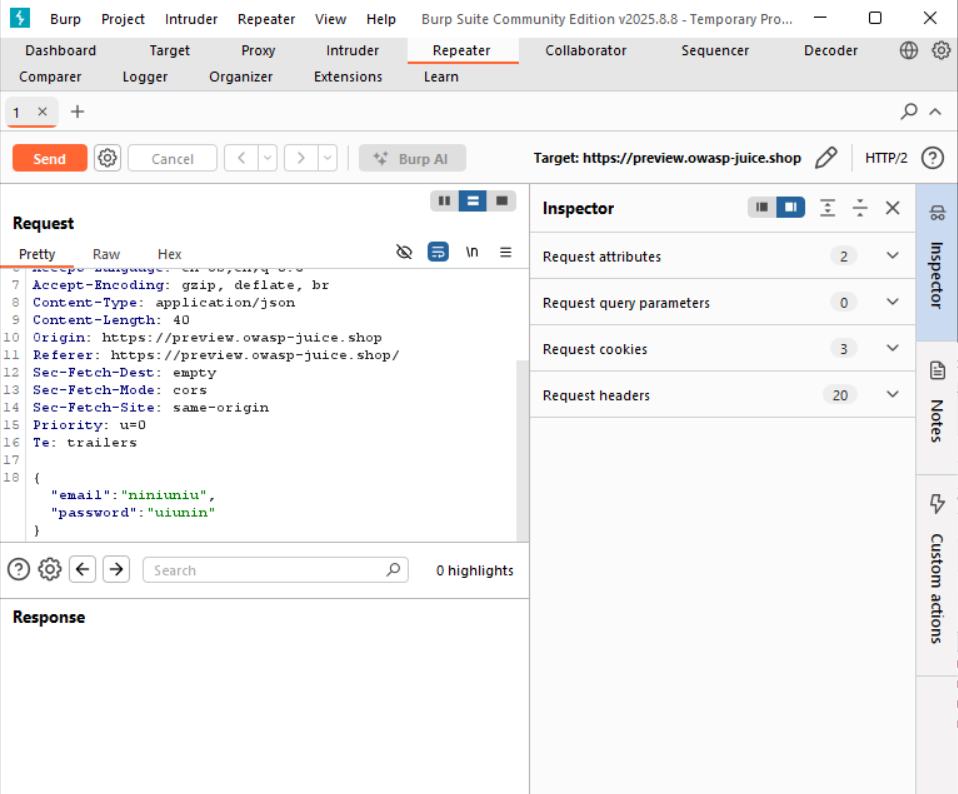 Burp Project Intruder Repeater View Help Burp Suite Community Edition v2025.8.8 - Temporary Pro...
Dashboard Target Proxy Intruder Repeater Collaborator Sequencer Decoder
Comparer Logger Organizer Extensions Learn
1 × +
Send Cancel < > Burp AI Target: https://preview.owasp-juice.shop HTTP/2 ?
Request
Pretty Raw Hex \n
7 Accept-Encoding: gzip, deflate, br
8 Content-Type: application/json
9 Content-Length: 40
10 Origin: https://preview.owasp-juice.shop
11 Referer: https://preview.owasp-juice.shop/
12 Sec-Fetch-Dest: empty
13 Sec-Fetch-Mode: cors
14 Sec-Fetch-Site: same-origin
15 Priority: u=0
16 Te: trailers
17
18 {
"email":"niniuniu",
"password":"uiunin"
}
Search 0 highlights
Response
Inspector
Request attributes 2
Request query parameters 0
Request cookies 3
Request headers 20
Inspector
Notes
Custom actions